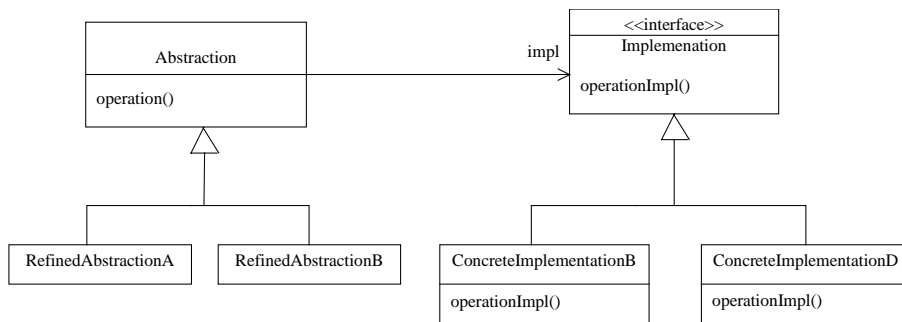 <<interface>>
Abstraction
impl
Implemenation
operation()
operationImpl()
RefinedAbstractionA
RefinedAbstractionB
ConcreteImplementationB
ConcreteImplementationD
operationImpl()
operationImpl()